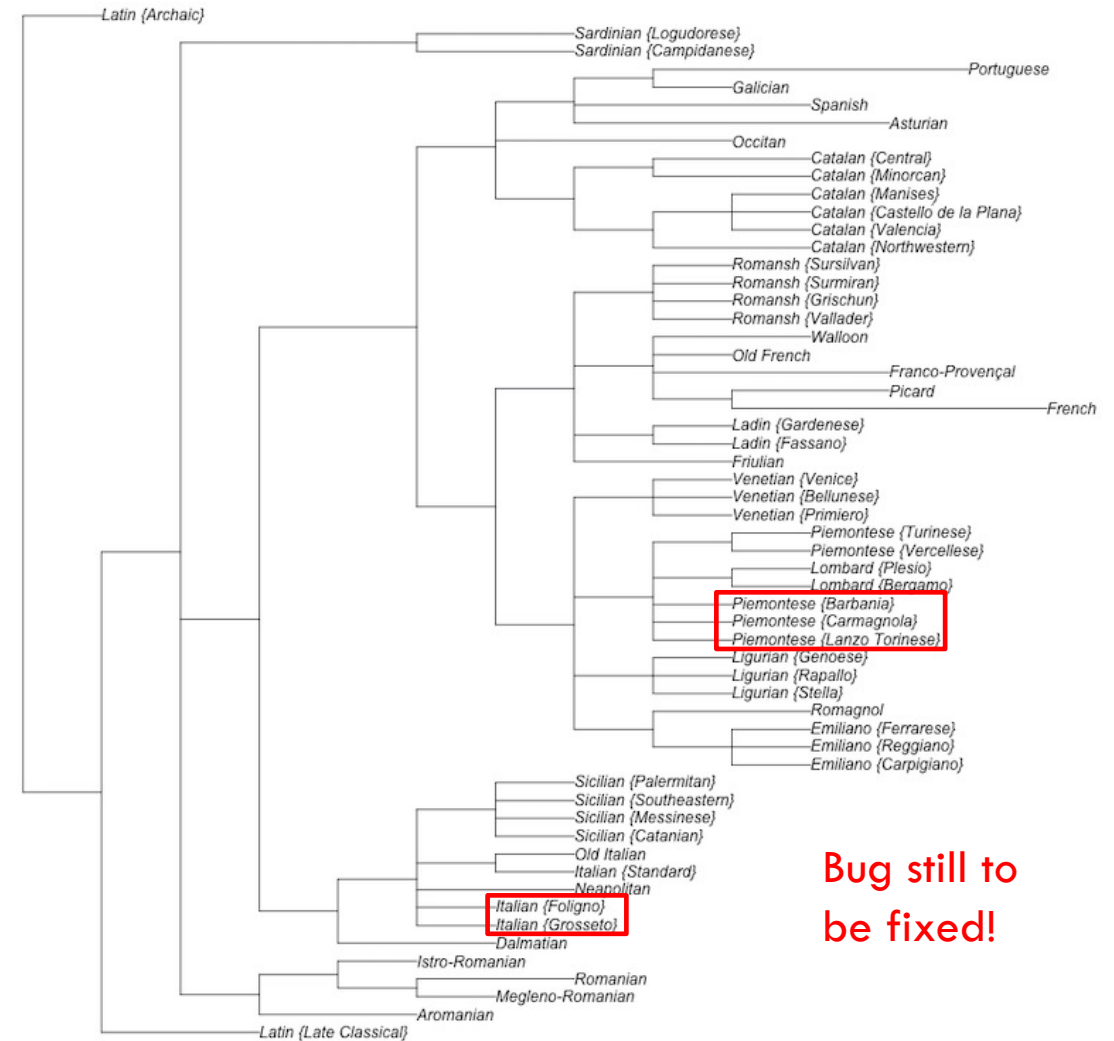 Latin {Archaic}
Sardinian {Logudorese}
Sardinian {Campidanese}
Portuguese
Galician
Spanish
Asturian
Occitan
Catalan {Central}
Catalan {Minorcan}
Catalan {Manises}
Catalan {Castello de la Plana}
Catalan {Valencia}
Catalan {Northwestern}
Romansh {Sursilvan}
Romansh {Surmiran}
Romansh {Grischun}
Romansh {Vallader}
Walloon
Old French
Franco-Provençal
Picard
French
Ladin {Gardenese}
Ladin {Fassano}
Friulian
Venetian {Venice}
Venetian {Bellunese}
Venetian {Primiero}
Piemontese {Turinese}
Piemontese {Vercellese}
Lombard {Plesio}
Lombard {Bergamo}
Piemontese {Barbania}
Piemontese {Carmagnola}
Piemontese {Lanzo Torinese}
Ligurian {Genoese}
Ligurian {Rapallo}
Ligurian {Stella}
Romagnol
Emiliano {Ferrarese}
Emiliano {Reggiano}
Emiliano {Carpigiano}
Sicilian {Palermitan}
Sicilian {Southeastern}
Sicilian {Messinese}
Sicilian {Catanian}
Old Italian
Italian {Standard}
Neapolitan
Italian {Foligno}
Italian {Grosseto}
Dalmatian
Istro-Romanian
Romanian
Megleno-Romanian
Aromanian
Latin {Late Classical}
Bug still to
be fixed!